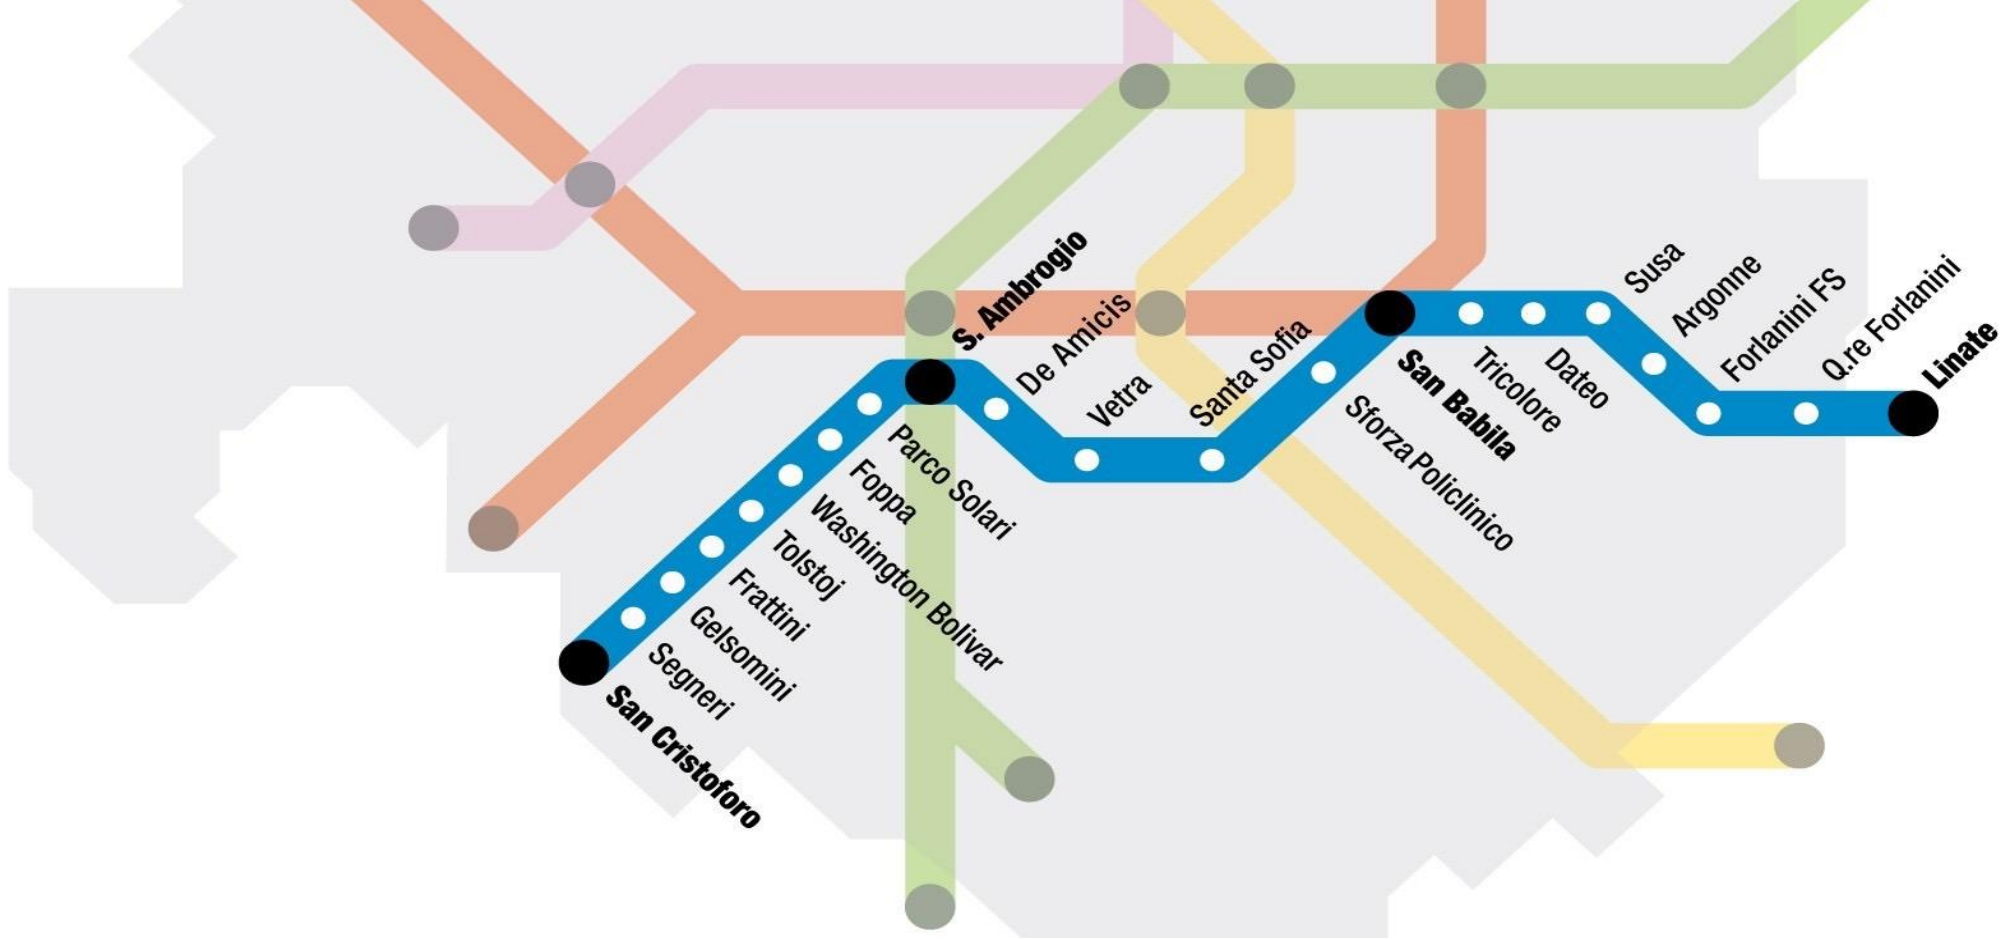 San Cristoforo
Segneri
Gelsomini
Frattini
Tolstoj
Washington Bolivar
Foppa
Parco Solari
S. Ambrogio
De Amicis
Vetra
Santa Sofia
Sforza Policlinico
San Babila
Tricolore
Dateo
Susa
Argonne
Forlanini FS
Q.re Forlanini
Linate